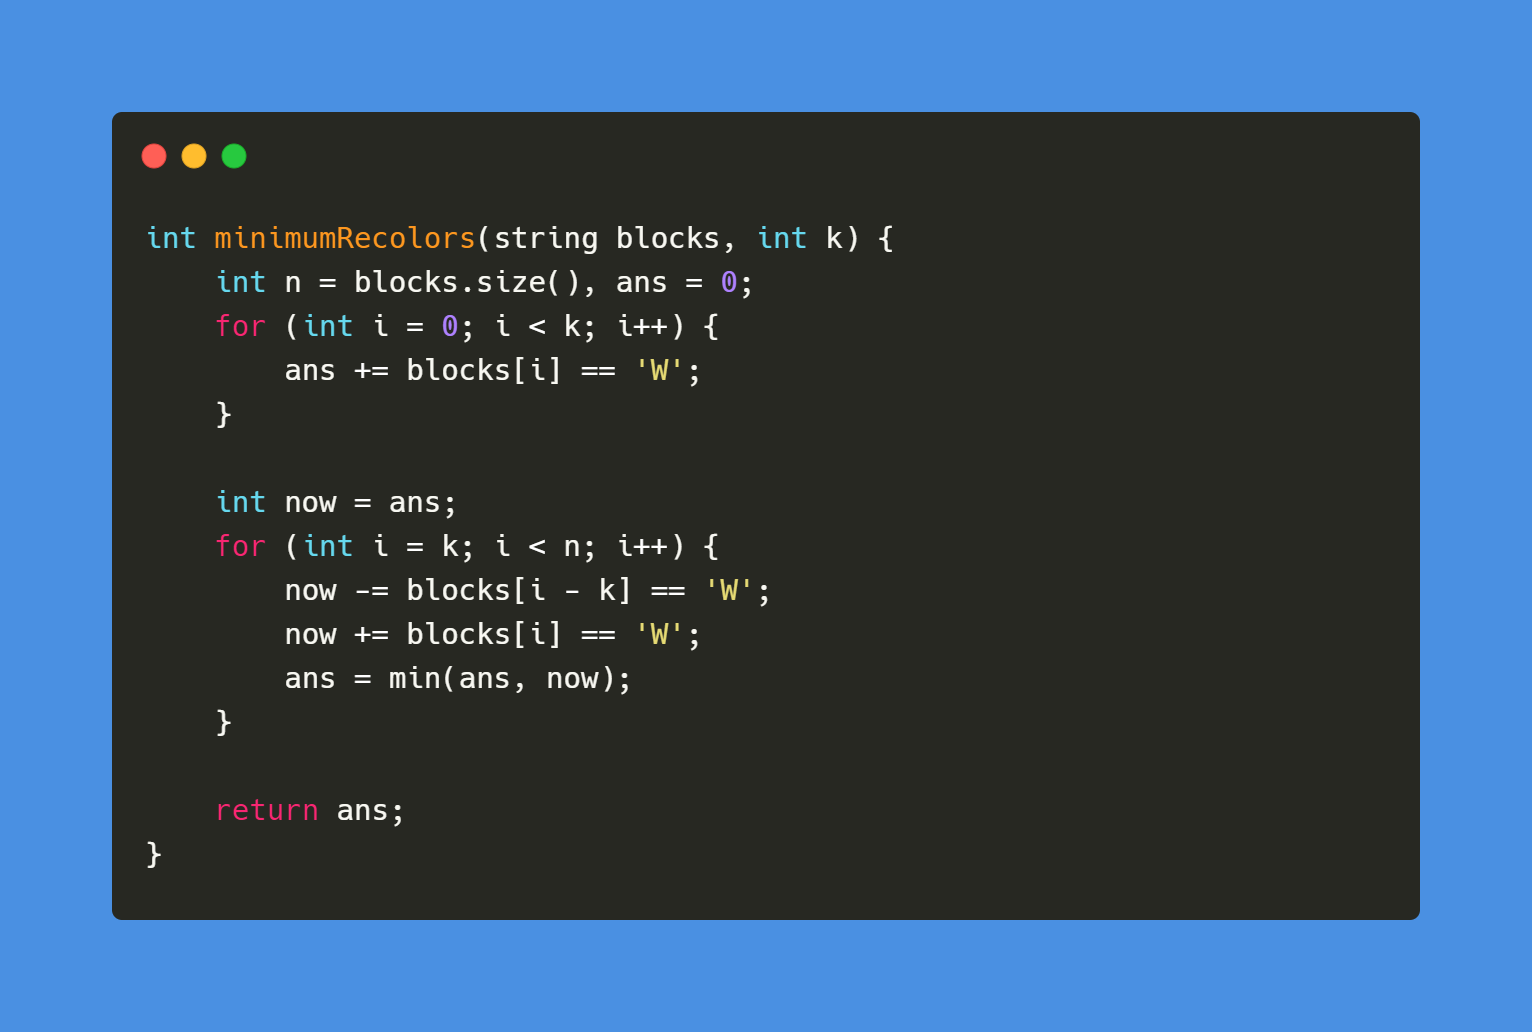 int minimumRecolors(string blocks, int k) {
    int n = blocks.size(), ans = 0;
    for (int i = 0; i < k; i++) {
        ans += blocks[i] == 'W';
    }

    int now = ans;
    for (int i = k; i < n; i++) {
        now -= blocks[i - k] == 'W';
        now += blocks[i] == 'W';
        ans = min(ans, now);
    }

    return ans;
}